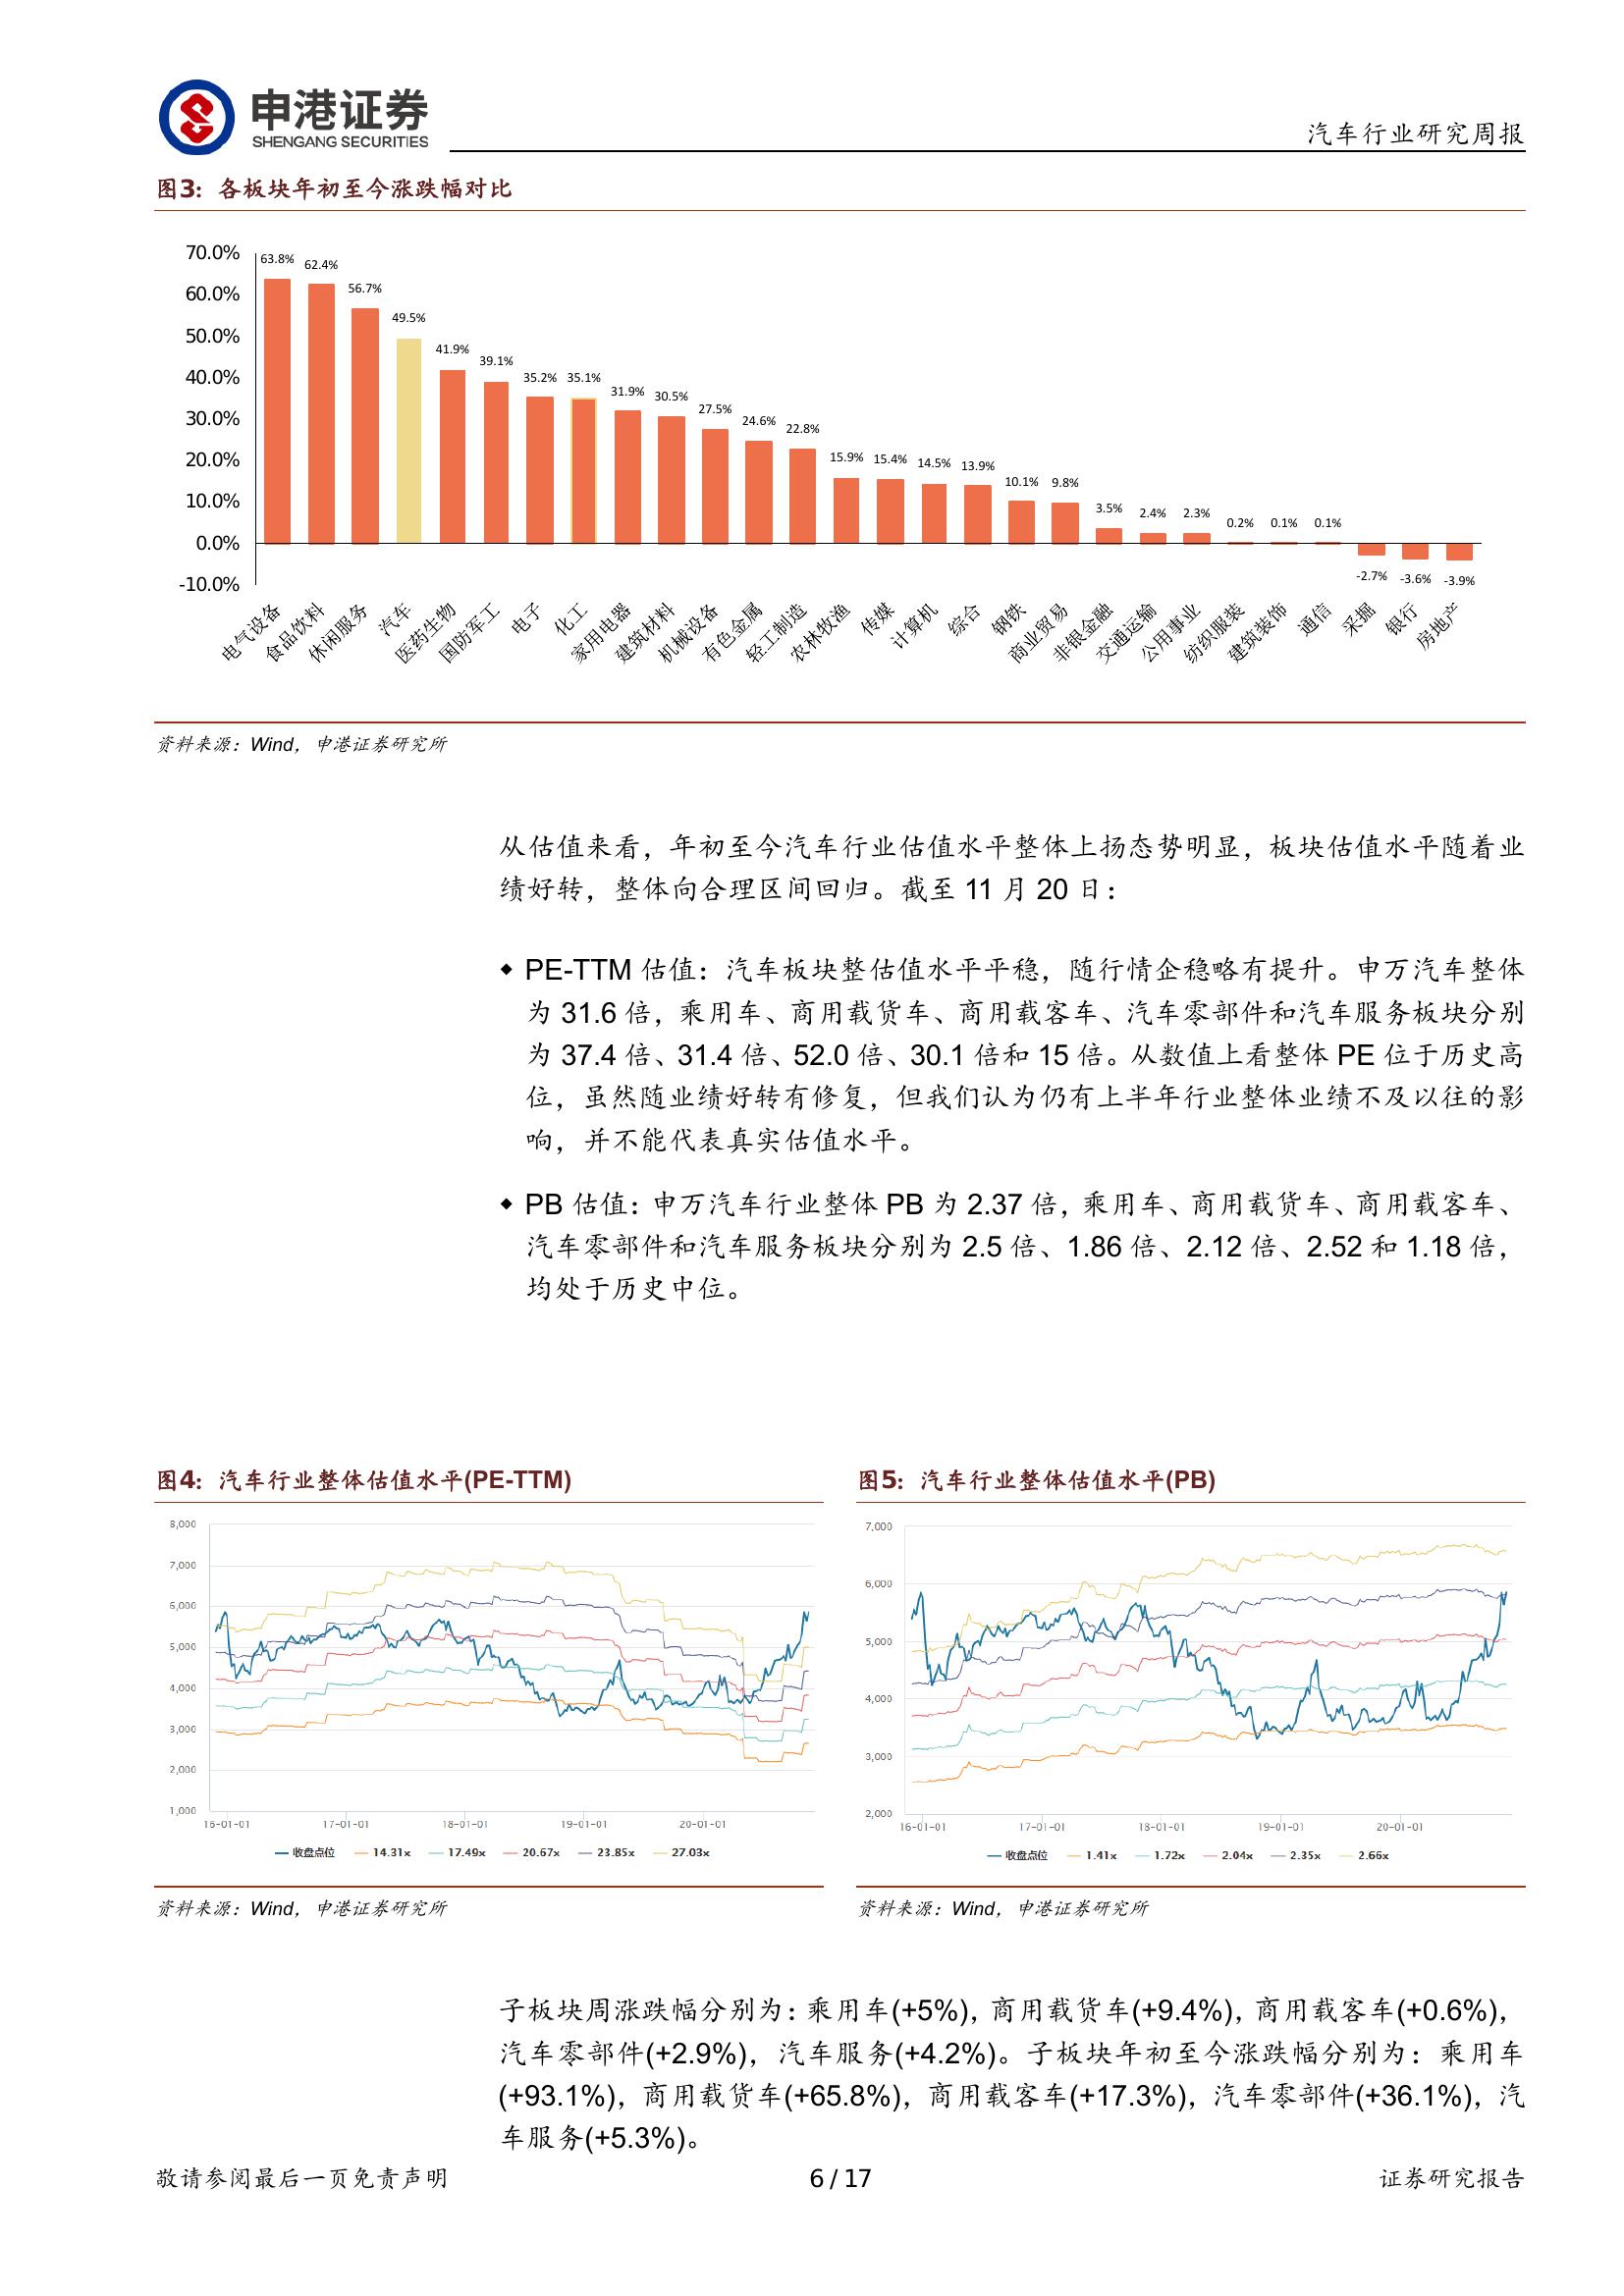 申港证券
SHENGANG SECURITIES
汽车行业研究周报
图3：各板块年初至今涨跌幅对比
70.0%
60.0%
50.0%
40.0%
30.0%
20.0%
10.0%
0.0%
-10.0%
63.8% 62.4% 56.7% 49.5% 41.9% 39.1% 35.2% 35.1% 31.9% 30.5% 27.5% 24.6% 22.8% 15.9% 15.4% 14.5% 13.9% 10.1% 9.8% 3.5% 2.4% 2.3% 0.2% 0.1% 0.1% -2.7% -3.6% -3.9%
电气设备 食品饮料 休闲服务 汽车 医药生物 国防军工 电子 化工 家用电器 建筑材料 机械设备 有色金属 轻工制造 农林牧渔 传媒 计算机 综合 钢铁 商业贸易 非银金融 交通运输 公用事业 纺织服装 建筑装饰 通信 采掘 银行 房地产
资料来源：Wind，申港证券研究所
从估值来看，年初至今汽车行业估值水平整体上扬态势明显，板块估值水平随着业
绩好转，整体向合理区间回归。截至 11 月 20 日：
◆ PE-TTM 估值：汽车板块整估值水平平稳，随行情企稳略有提升。申万汽车整体
为 31.6 倍，乘用车、商用载货车、商用载客车、汽车零部件和汽车服务板块分别
为 37.4 倍、31.4 倍、52.0 倍、30.1 倍和 15 倍。从数值上看整体 PE 位于历史高
位，虽然随业绩好转有修复，但我们认为仍有上半年行业整体业绩不及以往的影
响，并不能代表真实估值水平。
◆ PB 估值：申万汽车行业整体 PB 为 2.37 倍，乘用车、商用载货车、商用载客车、
汽车零部件和汽车服务板块分别为 2.5 倍、1.86 倍、2.12 倍、2.52 和 1.18 倍，
均处于历史中位。
图4：汽车行业整体估值水平(PE-TTM)
8,000
7,000
6,000
5,000
4,000
3,000
2,000
1,000
16-01-01 17-01-01 18-01-01 19-01-01 20-01-01
收盘点位 14.31x 17.49x 20.67x 23.85x 27.03x
资料来源：Wind，申港证券研究所
图5：汽车行业整体估值水平(PB)
7,000
6,000
5,000
4,000
3,000
2,000
16-01-01 17-01-01 18-01-01 19-01-01 20-01-01
收盘点位 1.41x 1.72x 2.04x 2.35x 2.66x
资料来源：Wind，申港证券研究所
子板块周涨跌幅分别为：乘用车(+5%)，商用载货车(+9.4%)，商用载客车(+0.6%)，
汽车零部件(+2.9%)，汽车服务(+4.2%)。子板块年初至今涨跌幅分别为：乘用车
(+93.1%)，商用载货车(+65.8%)，商用载客车(+17.3%)，汽车零部件(+36.1%)，汽
车服务(+5.3%)。
敬请参阅最后一页免责声明
6 / 17
证券研究报告